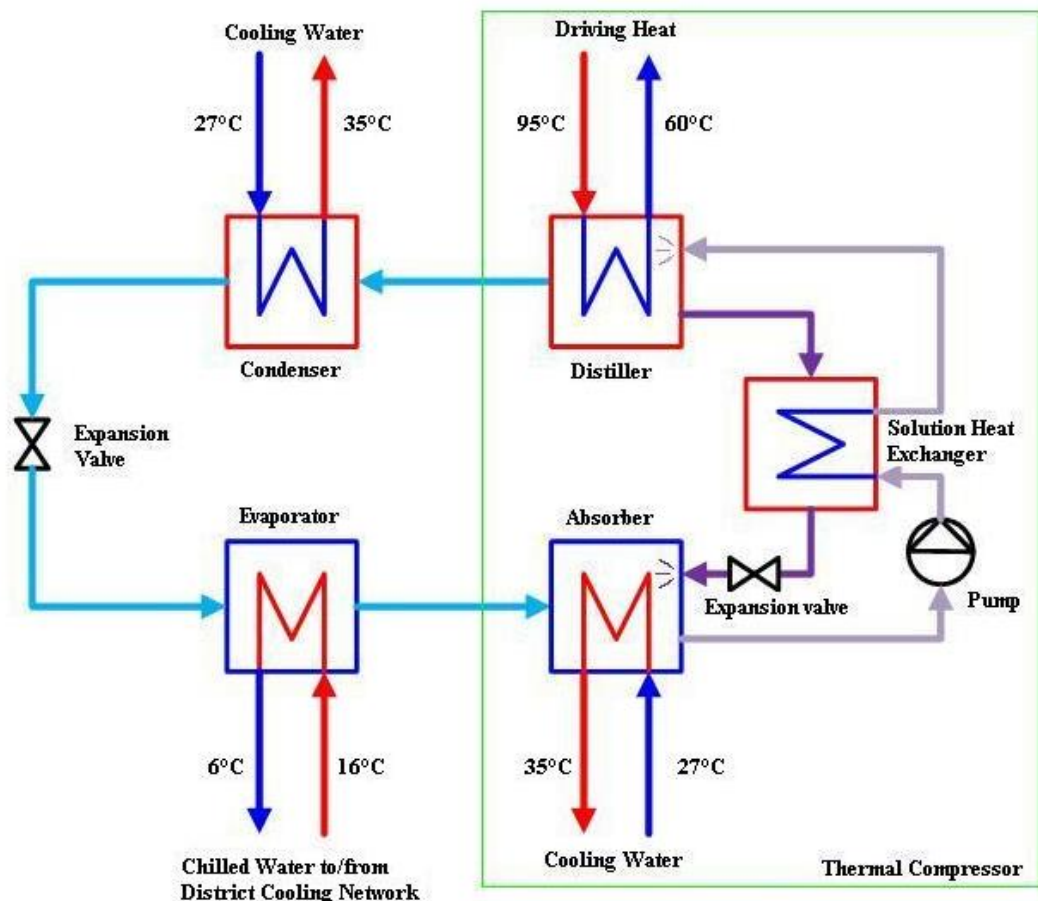 Cooling Water
Driving Heat
27°C
35°C
95°C
60°C
Condenser
Distiller
Expansion
Valve
Solution Heat
Exchanger
Evaporator
Absorber
Expansion valve
Pump
6°C
16°C
35°C
27°C
Chilled Water to/from
District Cooling Network
Cooling Water
Thermal Compressor